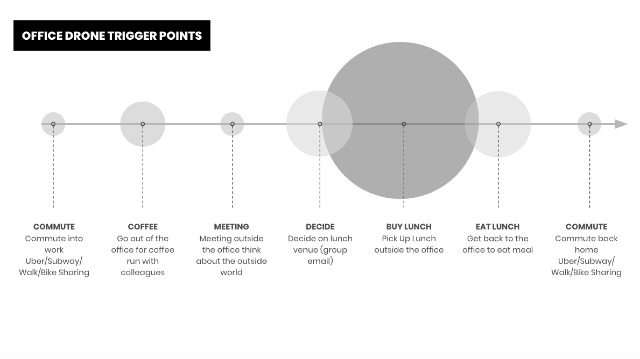 OFFICE DRONE TRIGGER POINTS
COMMUTE
Commute into
work
Uber/Subway/
Walk/Bike Sharing
COFFEE
Go out of the
office for coffee
run with
colleagues
MEETING
Meeting outside
the office think
about the outside
world
DECIDE
Decide on lunch
venue (group
email)
BUY LUNCH
Pick Up Lunch
outside the office
EAT LUNCH
Get back to the
office to eat meal
COMMUTE
Commute back
home
Uber/Subway/
Walk/Bike Sharing